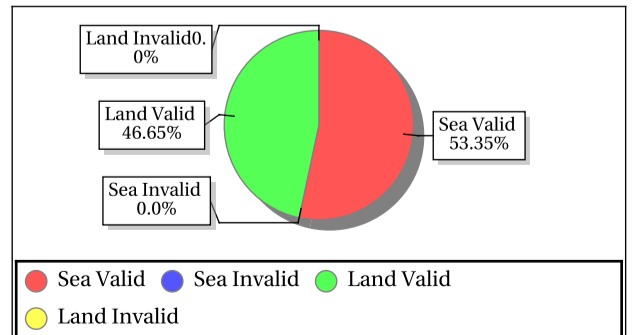 Land Invalid0.
0%
Land Valid
46.65%
Sea Valid
53.35%
Sea Invalid
0.0%
Sea Valid Sea Invalid Land Valid
Land Invalid